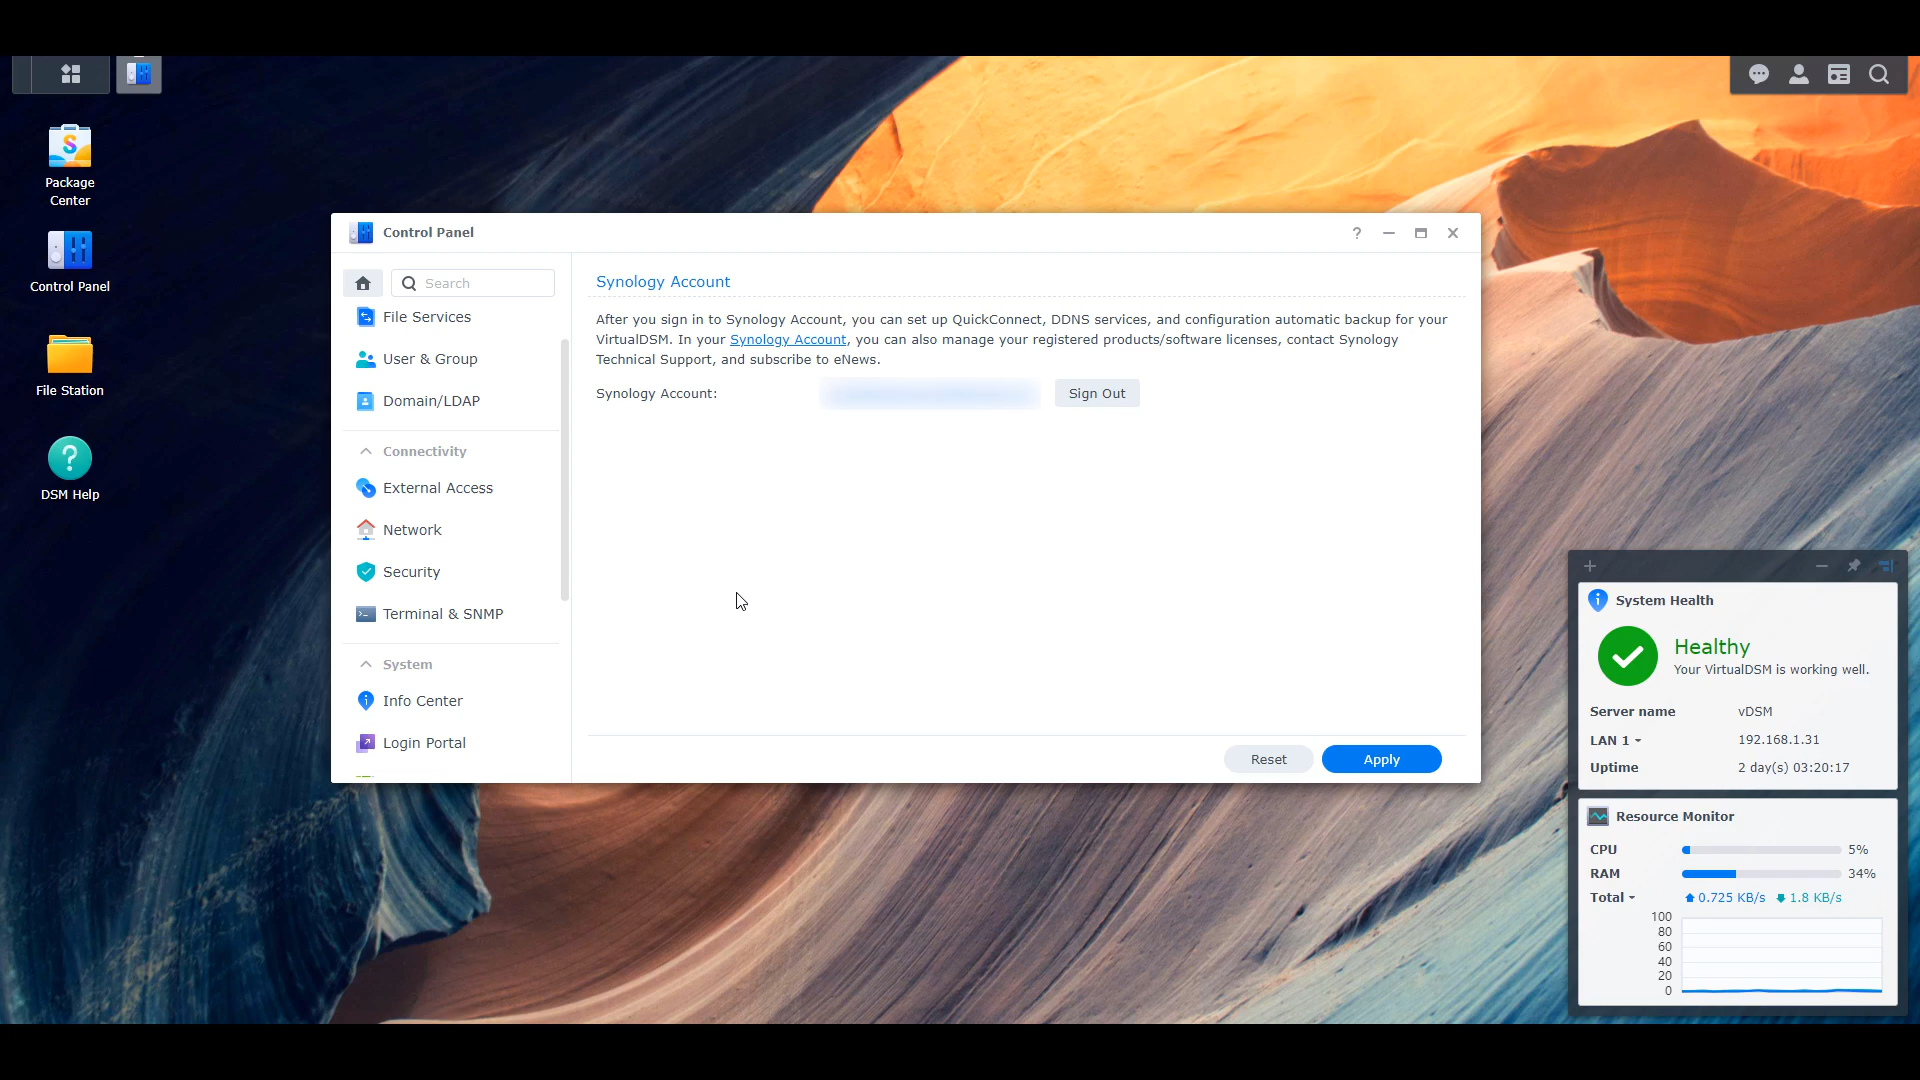 Package
Center
Control Panel
File Station
DSM Help
Control Panel
Search
File Services
User & Group
Domain/LDAP
Connectivity
External Access
Network
Security
Terminal & SNMP
System
Info Center
Login Portal
Synology Account
After you sign in to Synology Account, you can set up QuickConnect, DDNS services, and configuration automatic backup for your
VirtualDSM. In your Synology Account, you can also manage your registered products/software licenses, contact Synology
Technical Support, and subscribe to eNews.
Synology Account:
Sign Out
Reset
Apply
System Health
Healthy
Your VirtualDSM is working well.
Server name vDSM
LAN 1 192.168.1.31
Uptime 2 day(s) 03:20:17
Resource Monitor
CPU 5%
RAM 34%
Total 0.725 KB/s 1.8 KB/s
100
80
60
40
20
0